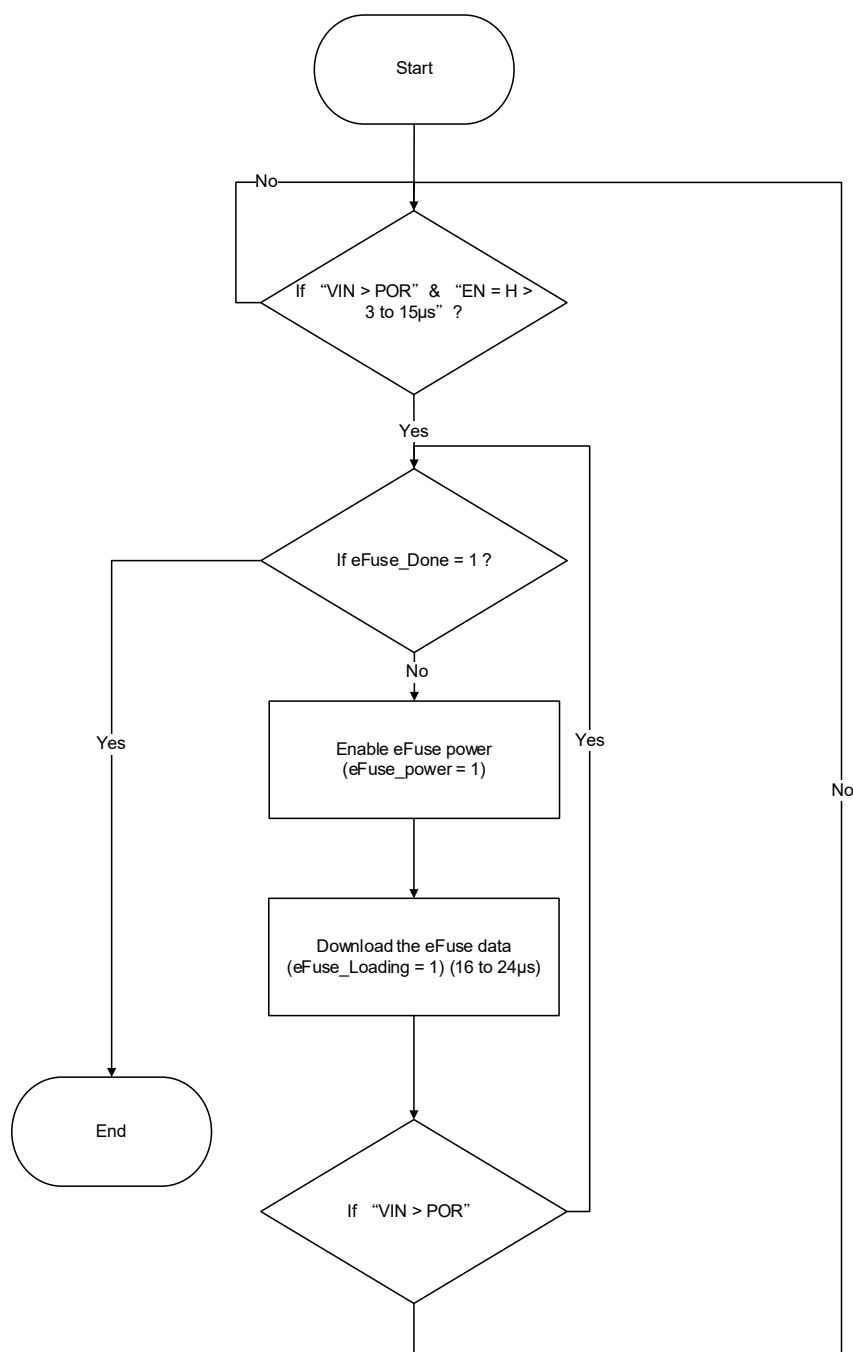 Start
No
If “VIN > POR” & “EN = H >
3 to 15µs” ?
Yes
If eFuse_Done = 1 ?
No
Enable eFuse power
(eFuse_power = 1)
Yes
Yes
No
Download the eFuse data
(eFuse_Loading = 1) (16 to 24µs)
End
If “VIN > POR”